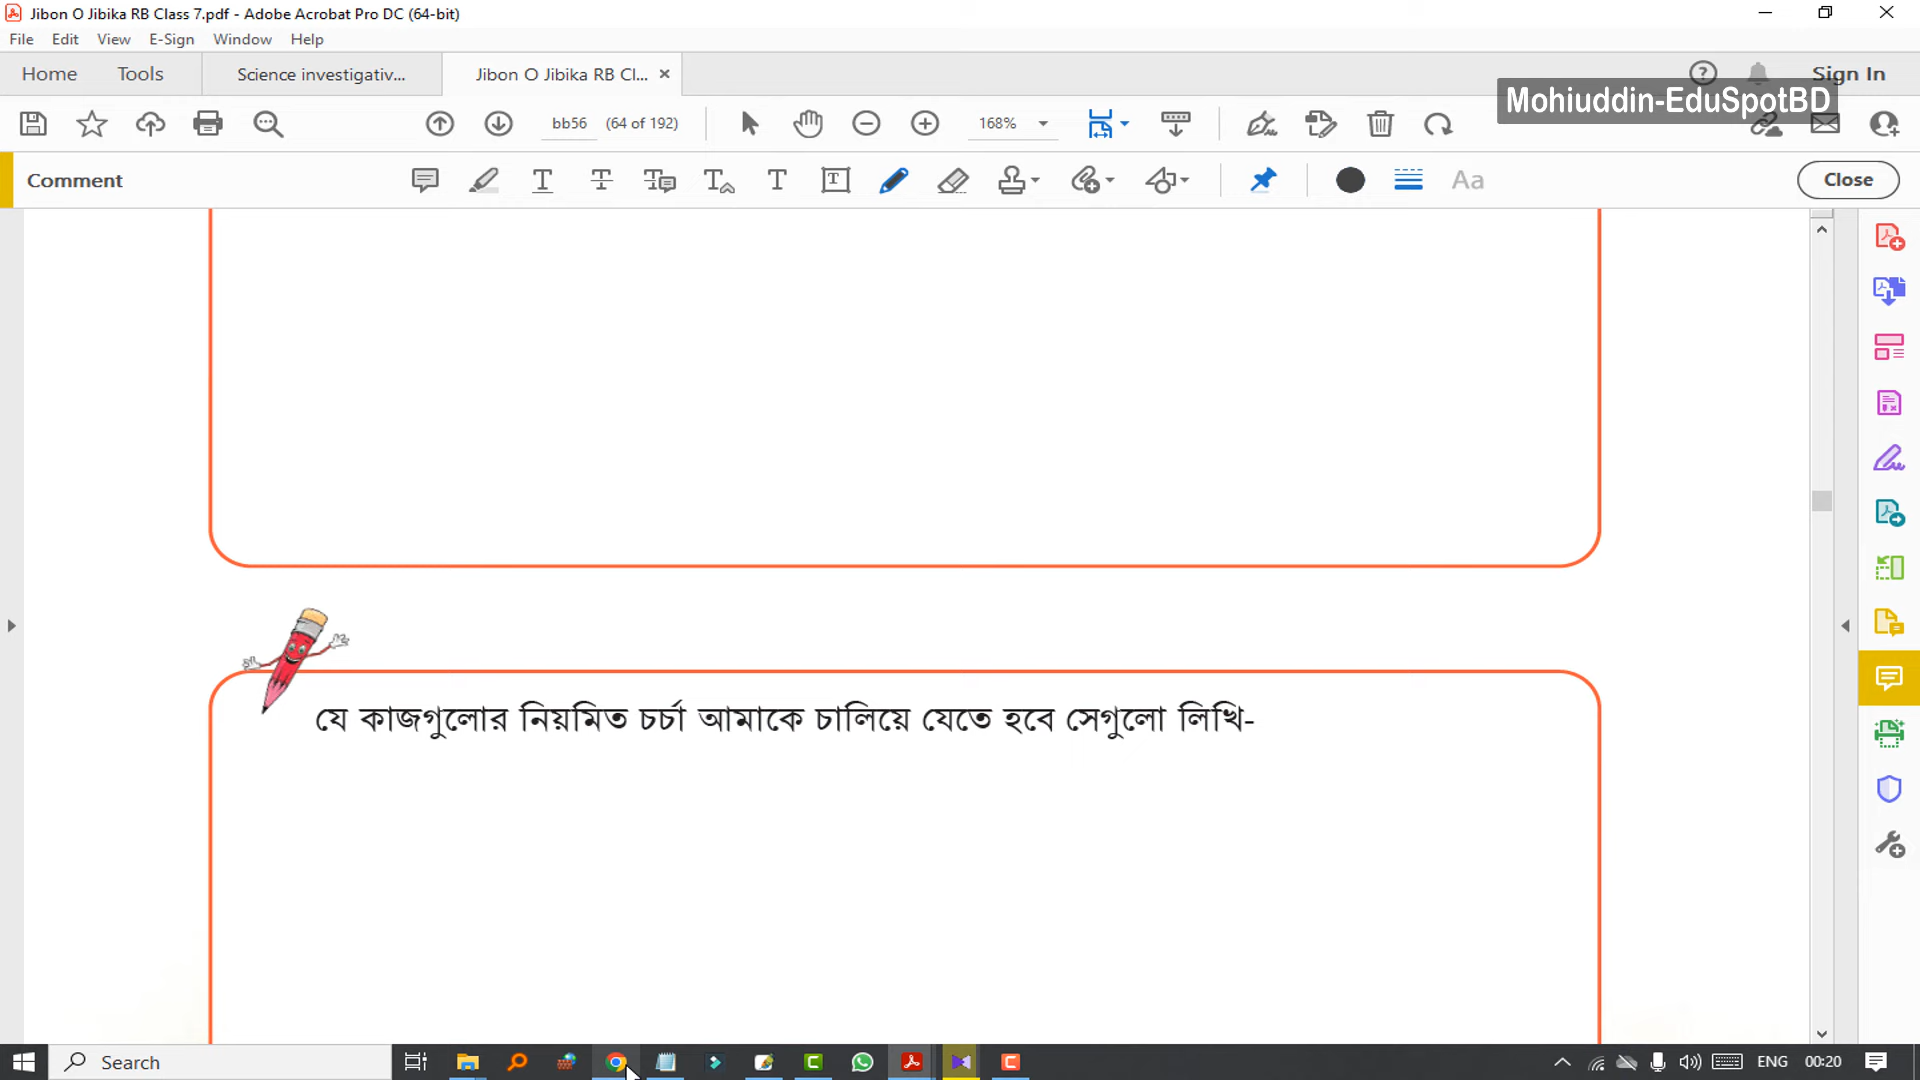 Jibon O Jibika RB Class 7.pdf - Adobe Acrobat Pro DC (64-bit)
File Edit View E-Sign Window Help
Home Tools Science investigativ... Jibon O Jibika RB Cl... Sign In
Mohiuddin-EduSpotBD
bb56 (64 of 192) 168%
Comment Aa Close
যে কাজগুলোর নিয়মিত চর্চা আমাকে চালিয়ে যেতে হবে সেগুলো লিখি-
Search ENG 00:20